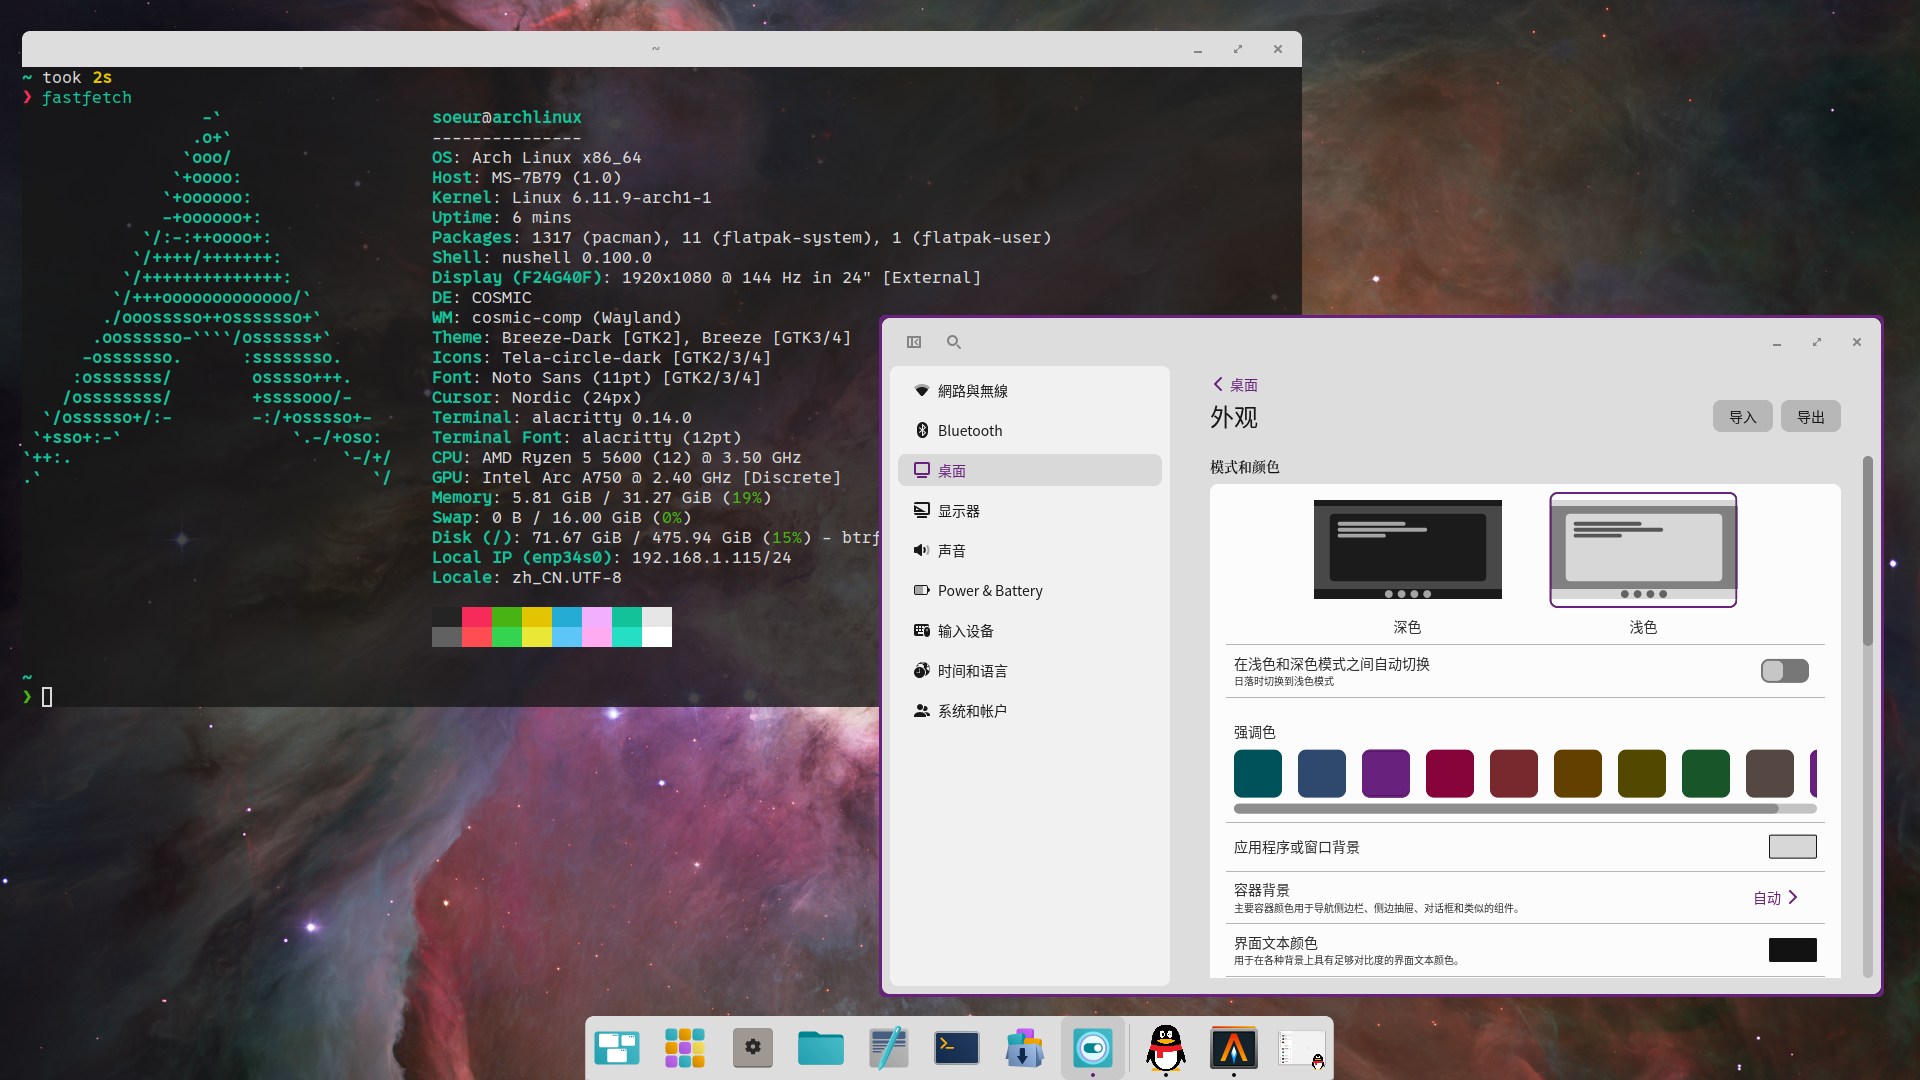 ~
~ took 2s
❯ fastfetch
-`
.o+`
`ooo/
`+oooo:
`+oooooo:
-+oooooo+:
`/:-:++oooo+:
`/++++/+++++++:
`/++++++++++++++:
`/+++ooooooooooooo/`
./ooosssso++osssssso+`
.oossssso-````/ossssss+`
-osssssso.      :ssssssso.
:osssssss/        osssso+++.
/ossssssss/        +ssssooo/-
`/ossssso+/:-        -:/+osssso+-
`+sso+:-`                 `.-/+oso:
`++:.                           `-/+/
.`                                 `/
soeur@archlinux
---------------
OS: Arch Linux x86_64
Host: MS-7B79 (1.0)
Kernel: Linux 6.11.9-arch1-1
Uptime: 6 mins
Packages: 1317 (pacman), 11 (flatpak-system), 1 (flatpak-user)
Shell: nushell 0.100.0
Display (F24G40F): 1920x1080 @ 144 Hz in 24" [External]
DE: COSMIC
WM: cosmic-comp (Wayland)
Theme: Breeze-Dark [GTK2], Breeze [GTK3/4]
Icons: Tela-circle-dark [GTK2/3/4]
Font: Noto Sans (11pt) [GTK2/3/4]
Cursor: Nordic (24px)
Terminal: alacritty 0.14.0
Terminal Font: alacritty (12pt)
CPU: AMD Ryzen 5 5600 (12) @ 3.50 GHz
GPU: Intel Arc A750 @ 2.40 GHz [Discrete]
Memory: 5.81 GiB / 31.27 GiB (19%)
Swap: 0 B / 16.00 GiB (0%)
Disk (/): 71.67 GiB / 475.94 GiB (15%) - btrf
Local IP (enp34s0): 192.168.1.115/24
Locale: zh_CN.UTF-8
~
❯
網路與無線
Bluetooth
桌面
显示器
声音
Power & Battery
输入设备
时间和语言
系统和帐户
桌面
外观
导入
导出
模式和颜色
深色
浅色
在浅色和深色模式之间自动切换
日落时切换到浅色模式
强调色
应用程序或窗口背景
容器背景
主要容器颜色用于导航侧边栏、侧边抽屉、对话框和类似的组件。
自动
界面文本颜色
用于在各种背景上具有足够对比度的界面文本颜色。